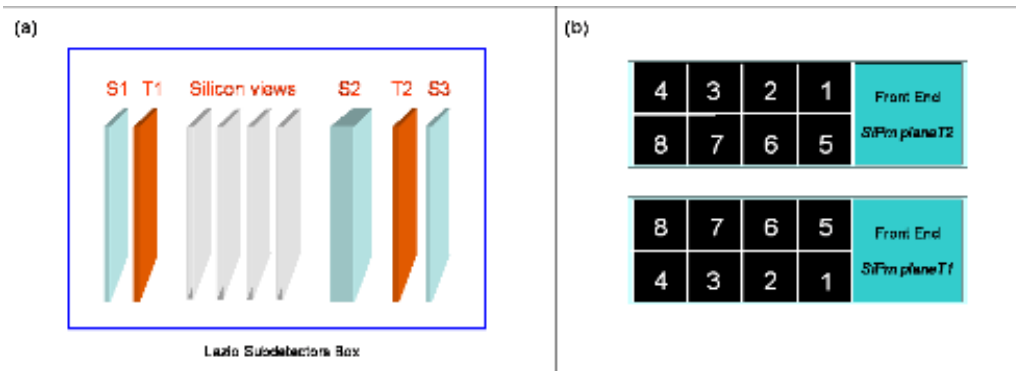 (a)
S1 T1 Silicon views S2 T2 S3
Lazio Subdetectors Box
(b)
4 3 2 1
8 7 6 5
Front End
SiPm plane T2
8 7 6 5
4 3 2 1
Front End
SiPm plane T1